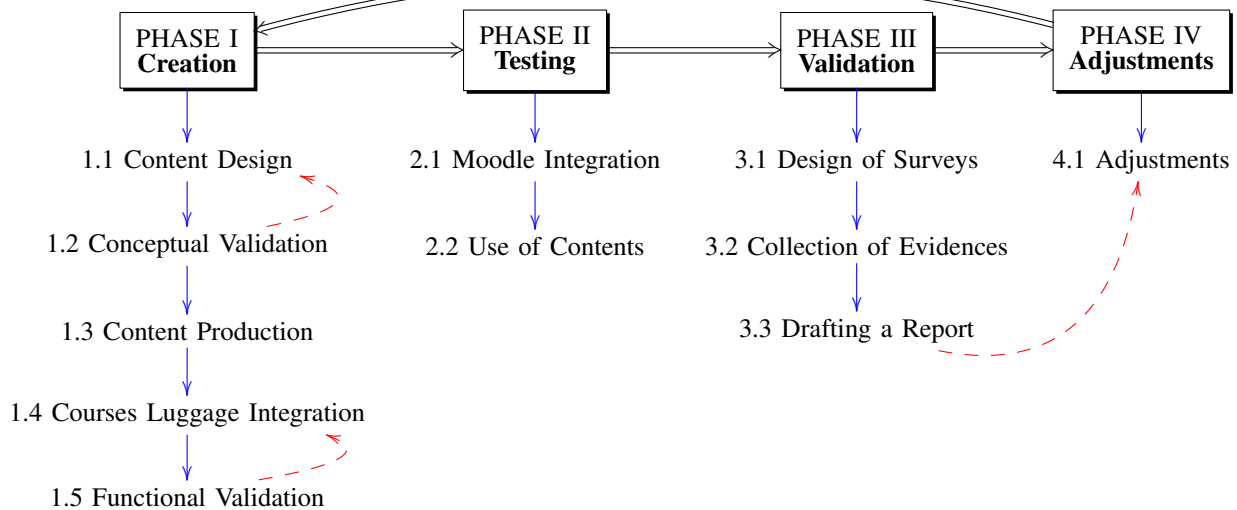 PHASE I
Creation
PHASE II
Testing
PHASE III
Validation
PHASE IV
Adjustments
1.1 Content Design
2.1 Moodle Integration
3.1 Design of Surveys
4.1 Adjustments
1.2 Conceptual Validation
2.2 Use of Contents
3.2 Collection of Evidences
1.3 Content Production
3.3 Drafting a Report
1.4 Courses Luggage Integration
1.5 Functional Validation